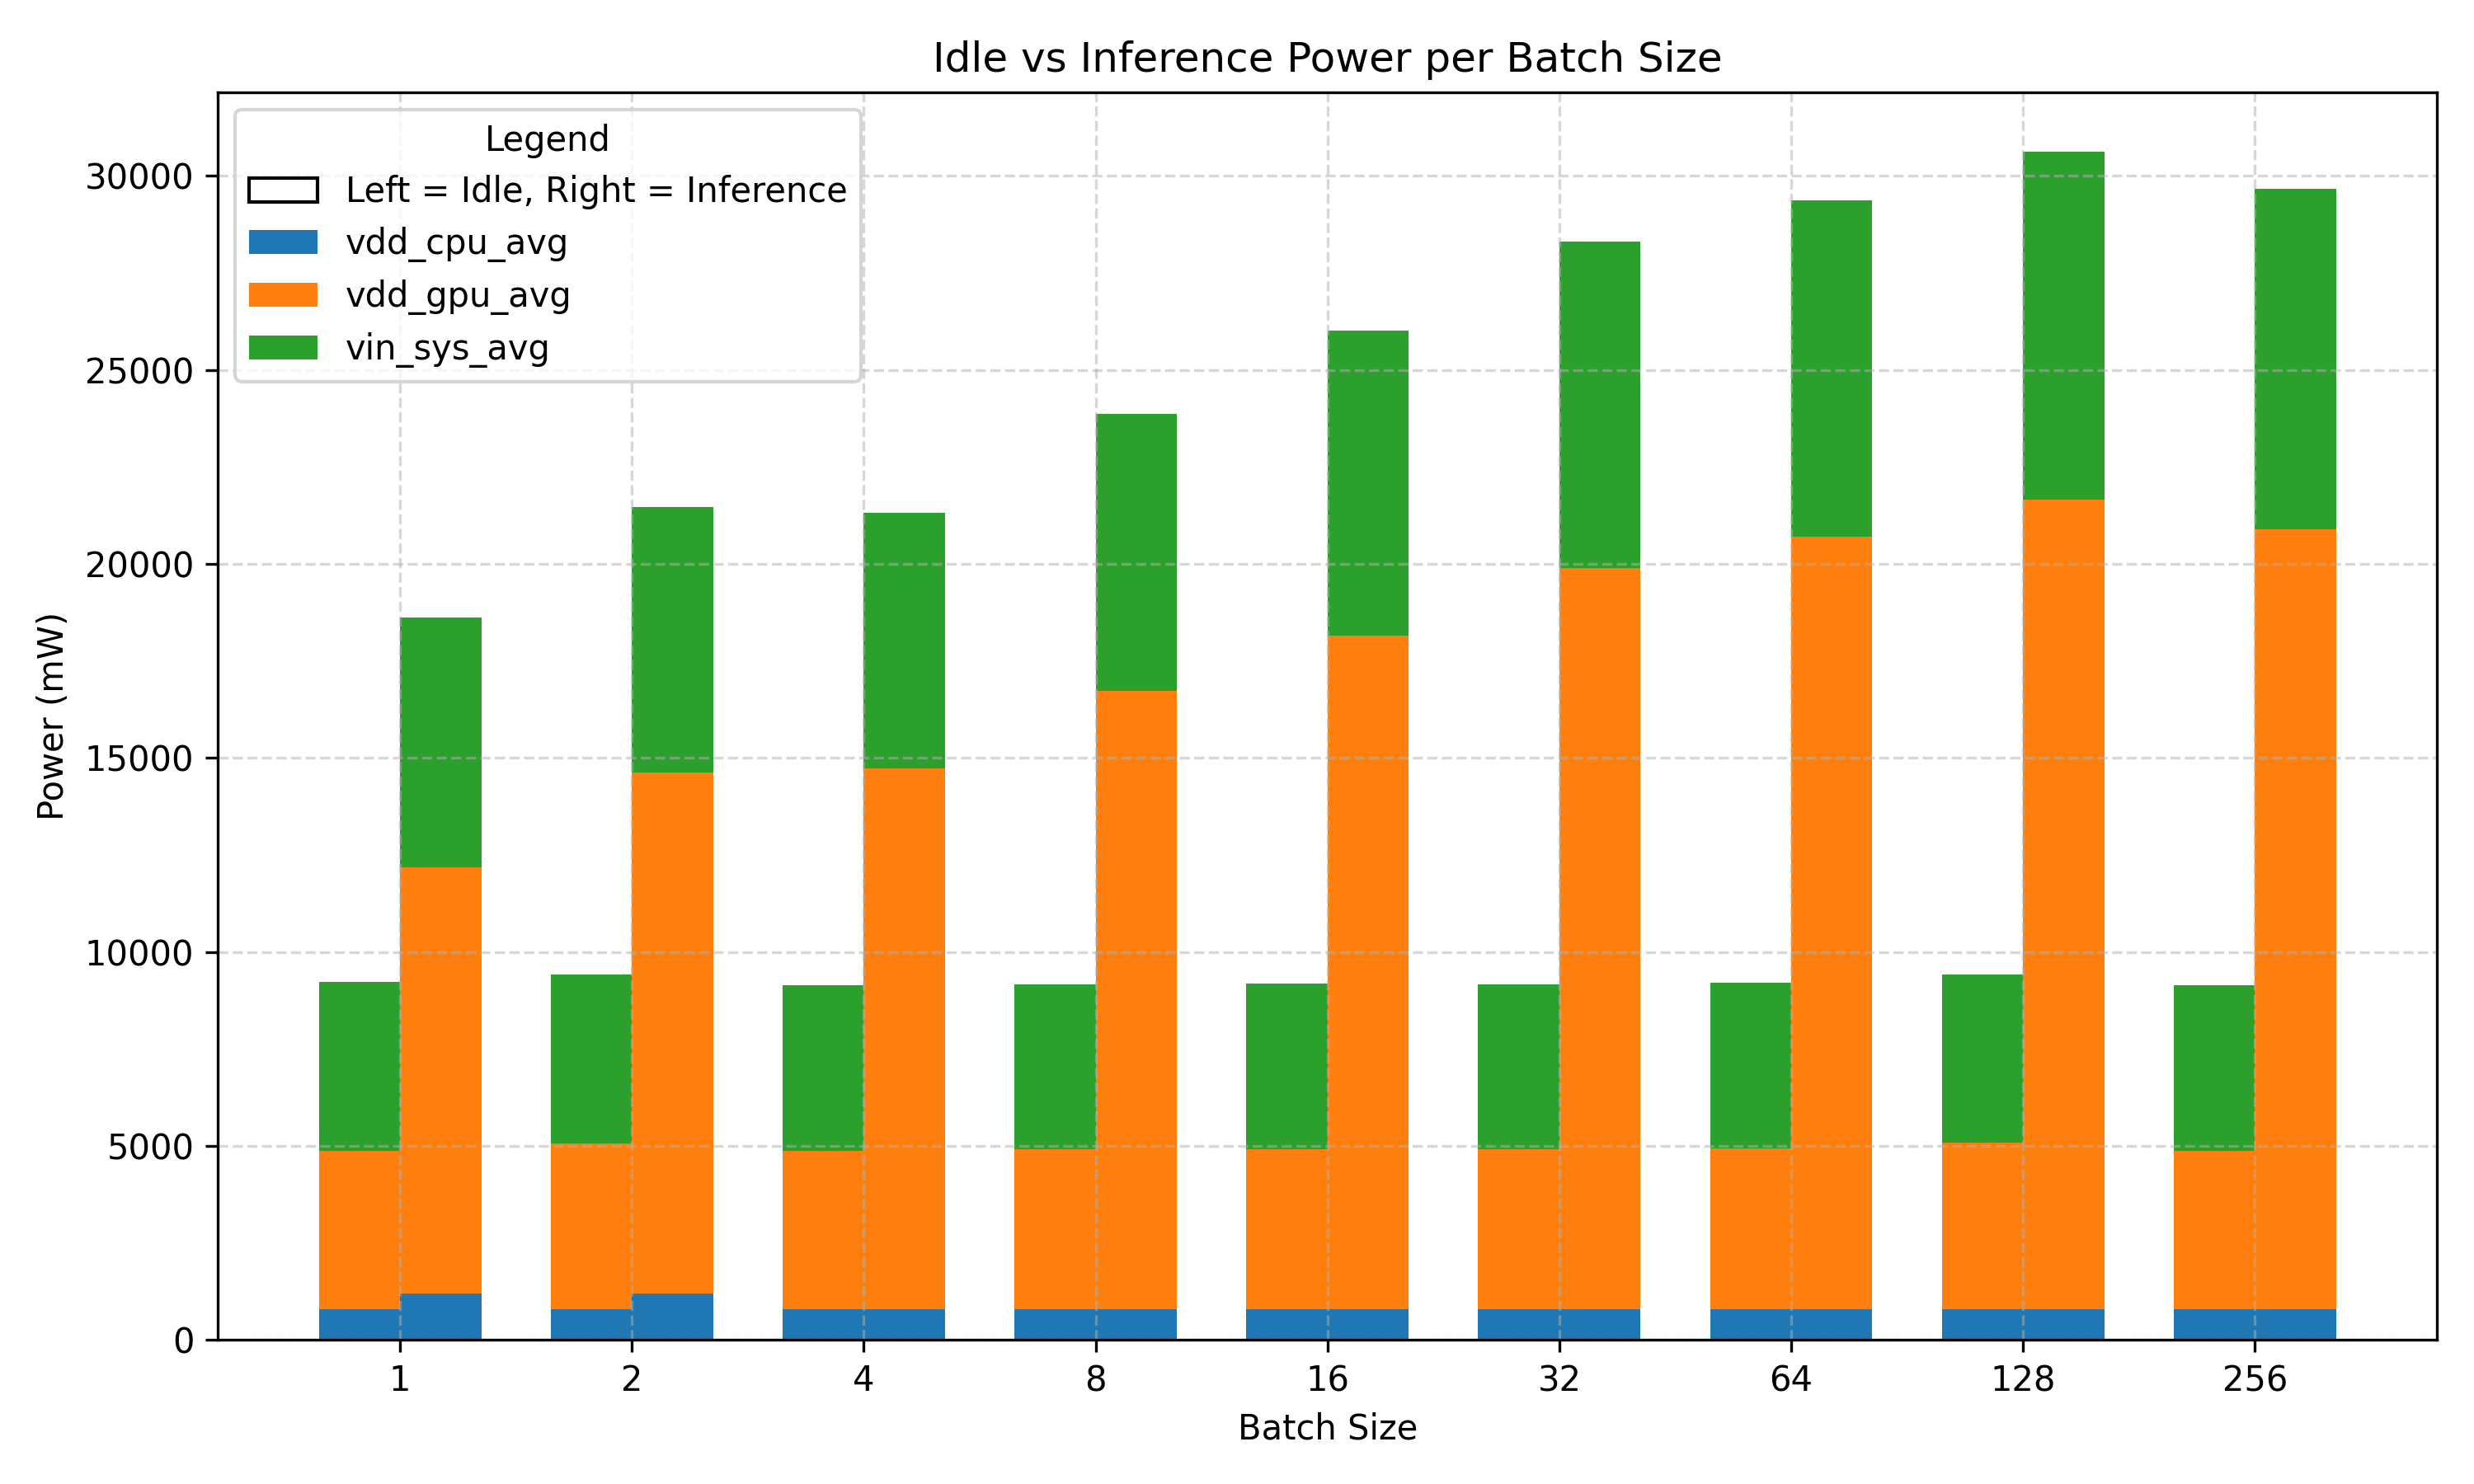 Idle vs Inference Power per Batch Size
Legend
Left = Idle, Right = Inference
vdd_cpu_avg
vdd_gpu_avg
vin_sys_avg
Power (mW)
30000
25000
20000
15000
10000
5000
0
1 2 4 8 16 32 64 128 256
Batch Size